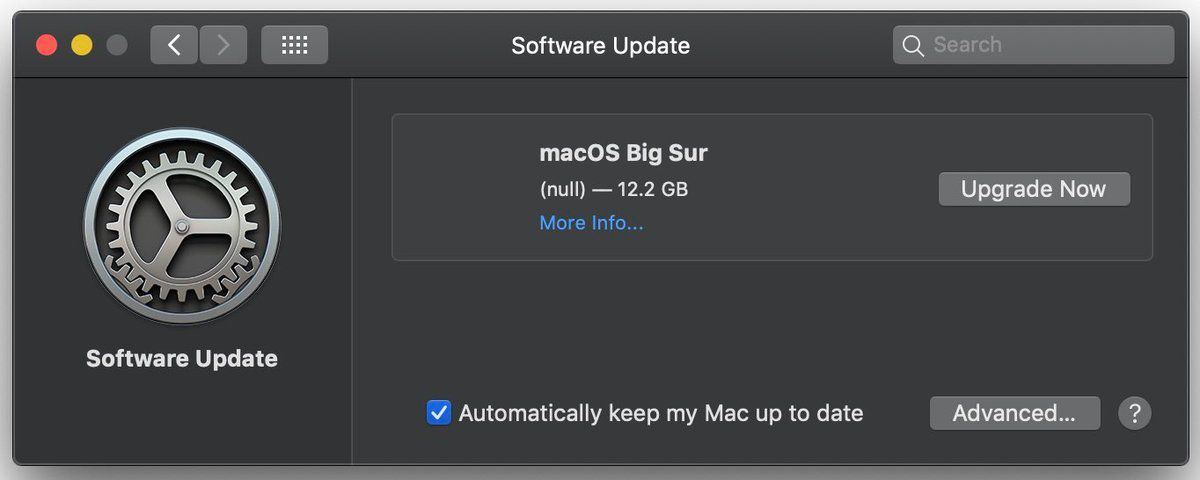 Software Update
Search
macOS Big Sur
(null) — 12.2 GB
Upgrade Now
More Info...
Software Update
Automatically keep my Mac up to date
Advanced...
?